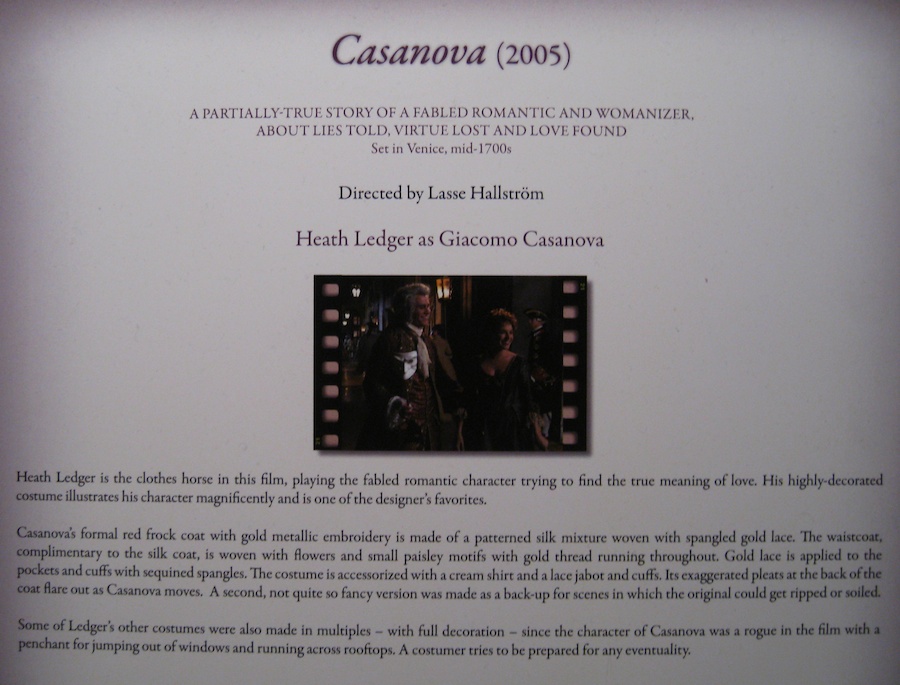 Casanova (2005)
A PARTIALLY-TRUE STORY OF A FABLED ROMANTIC AND WOMANIZER,
ABOUT LIES TOLD, VIRTUE LOST AND LOVE FOUND
Set in Venice, mid-1700s
Directed by Lasse Hallström
Heath Ledger as Giacomo Casanova
Heath Ledger is the clothes horse in this film, playing the fabled romantic character trying to find the true meaning of love. His highly-decorated
costume illustrates his character magnificently and is one of the designer's favorites.
Casanova's formal red frock coat with gold metallic embroidery is made of a patterned silk mixture woven with spangled gold lace. The waistcoat,
complimentary to the silk coat, is woven with flowers and small paisley motifs with gold thread running throughout. Gold lace is applied to the
pockets and cuffs with sequined spangles. The costume is accessorized with a cream shirt and a lace jabot and cuffs. Its exaggerated pleats at the back of the
coat flare out as Casanova moves. A second, not quite so fancy version was made as a back-up for scenes in which the original could get ripped or soiled.
Some of Ledger's other costumes were also made in multiples – with full decoration – since the character of Casanova was a rogue in the film with a
penchant for jumping out of windows and running across rooftops. A costumer tries to be prepared for any eventuality.